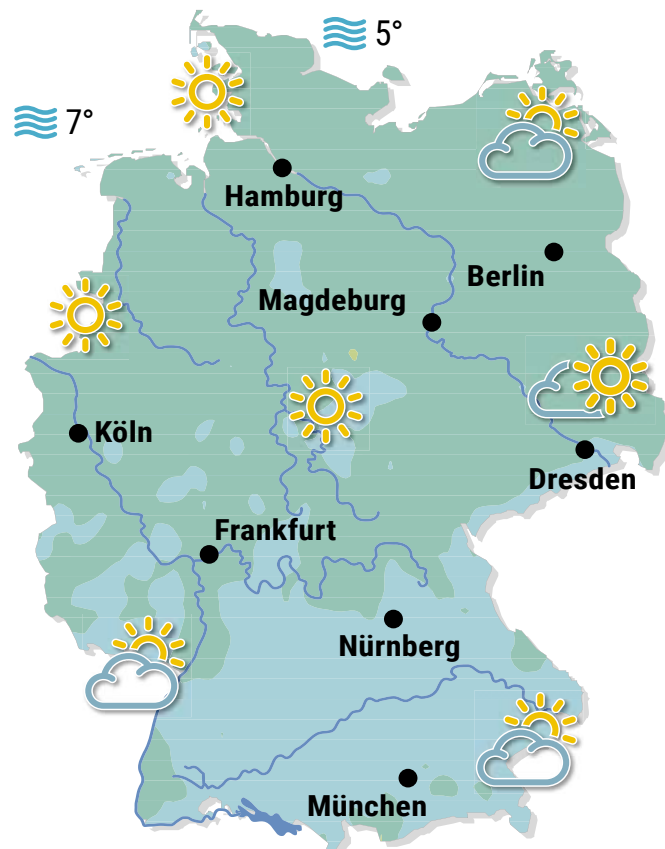 5°
7°
Hamburg
Berlin
Magdeburg
Köln
Dresden
Frankfurt
Nürnberg
München